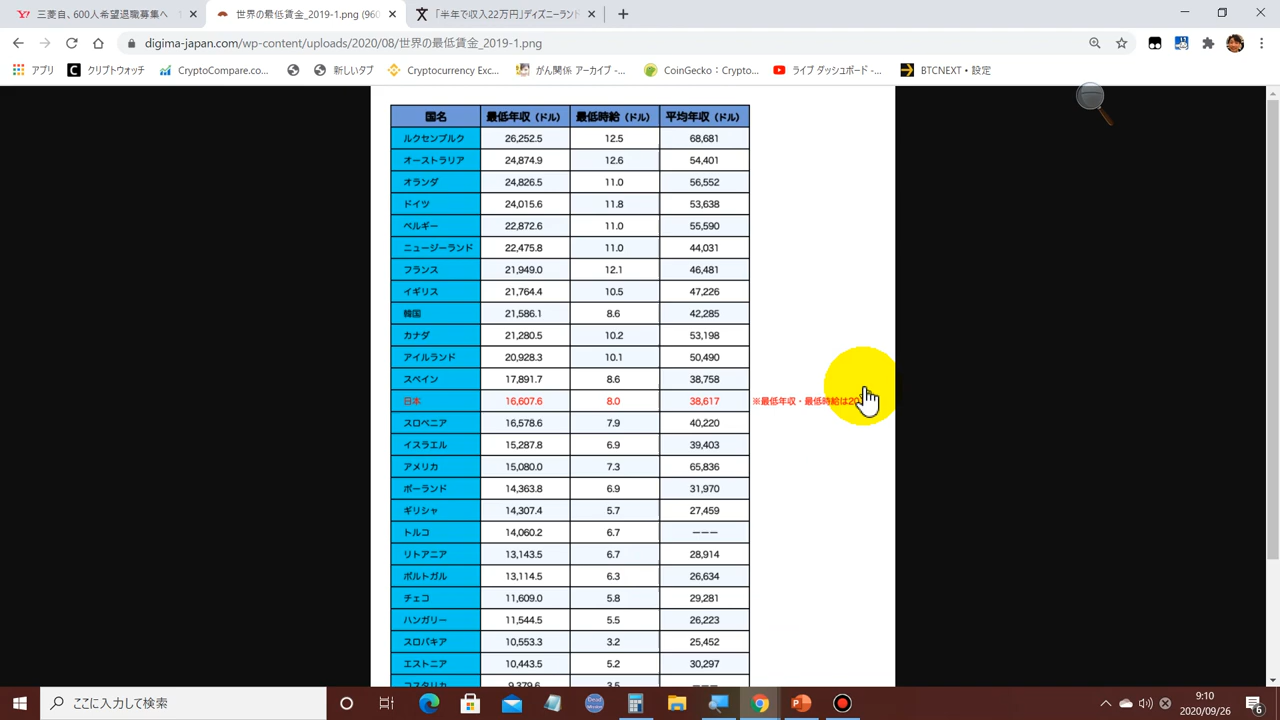 三菱自、600人希望退職募集へ
世界の最低賃金_2019-1.png (960
「半年で収入22万円」ディズニーランド
digima-japan.com/wp-content/uploads/2020/08/世界の最低賃金_2019-1.png
アプリ クリプトウォッチ CryptoCompare.co... 新しいタブ Cryptocurrency Exc... がん関係 アーカイブ -... CoinGecko: Crypto... ライブ ダッシュボード -... BTCNEXT • 設定
国名 最低年収（ドル） 最低時給（ドル） 平均年収（ドル）
ルクセンブルク 26,252.5 12.5 68,681
オーストラリア 24,874.9 12.6 54,401
オランダ 24,826.5 11.0 56,552
ドイツ 24,015.6 11.8 53,638
ベルギー 22,872.6 11.0 55,590
ニュージーランド 22,475.8 11.0 44,031
フランス 21,949.0 12.1 46,481
イギリス 21,764.4 10.5 47,226
韓国 21,586.1 8.6 42,285
カナダ 21,280.5 10.2 53,198
アイルランド 20,928.3 10.1 50,490
スペイン 17,891.7 8.6 38,758
日本 16,607.6 8.0 38,617 ※最低年収・最低時給は20
スロベニア 16,578.6 7.9 40,220
イスラエル 15,287.8 6.9 39,403
アメリカ 15,080.0 7.3 65,836
ポーランド 14,363.8 6.9 31,970
ギリシャ 14,307.4 5.7 27,459
トルコ 14,060.2 6.7 ーーー
リトアニア 13,143.5 6.7 28,914
ポルトガル 13,114.5 6.3 26,634
チェコ 11,609.0 5.8 29,281
ハンガリー 11,544.5 5.5 26,223
スロバキア 10,553.3 3.2 25,452
エストニア 10,443.5 5.2 30,297
コスタリカ 9,379.6 3.5 ーーー
ここに入力して検索
9:10
2020/09/26
6